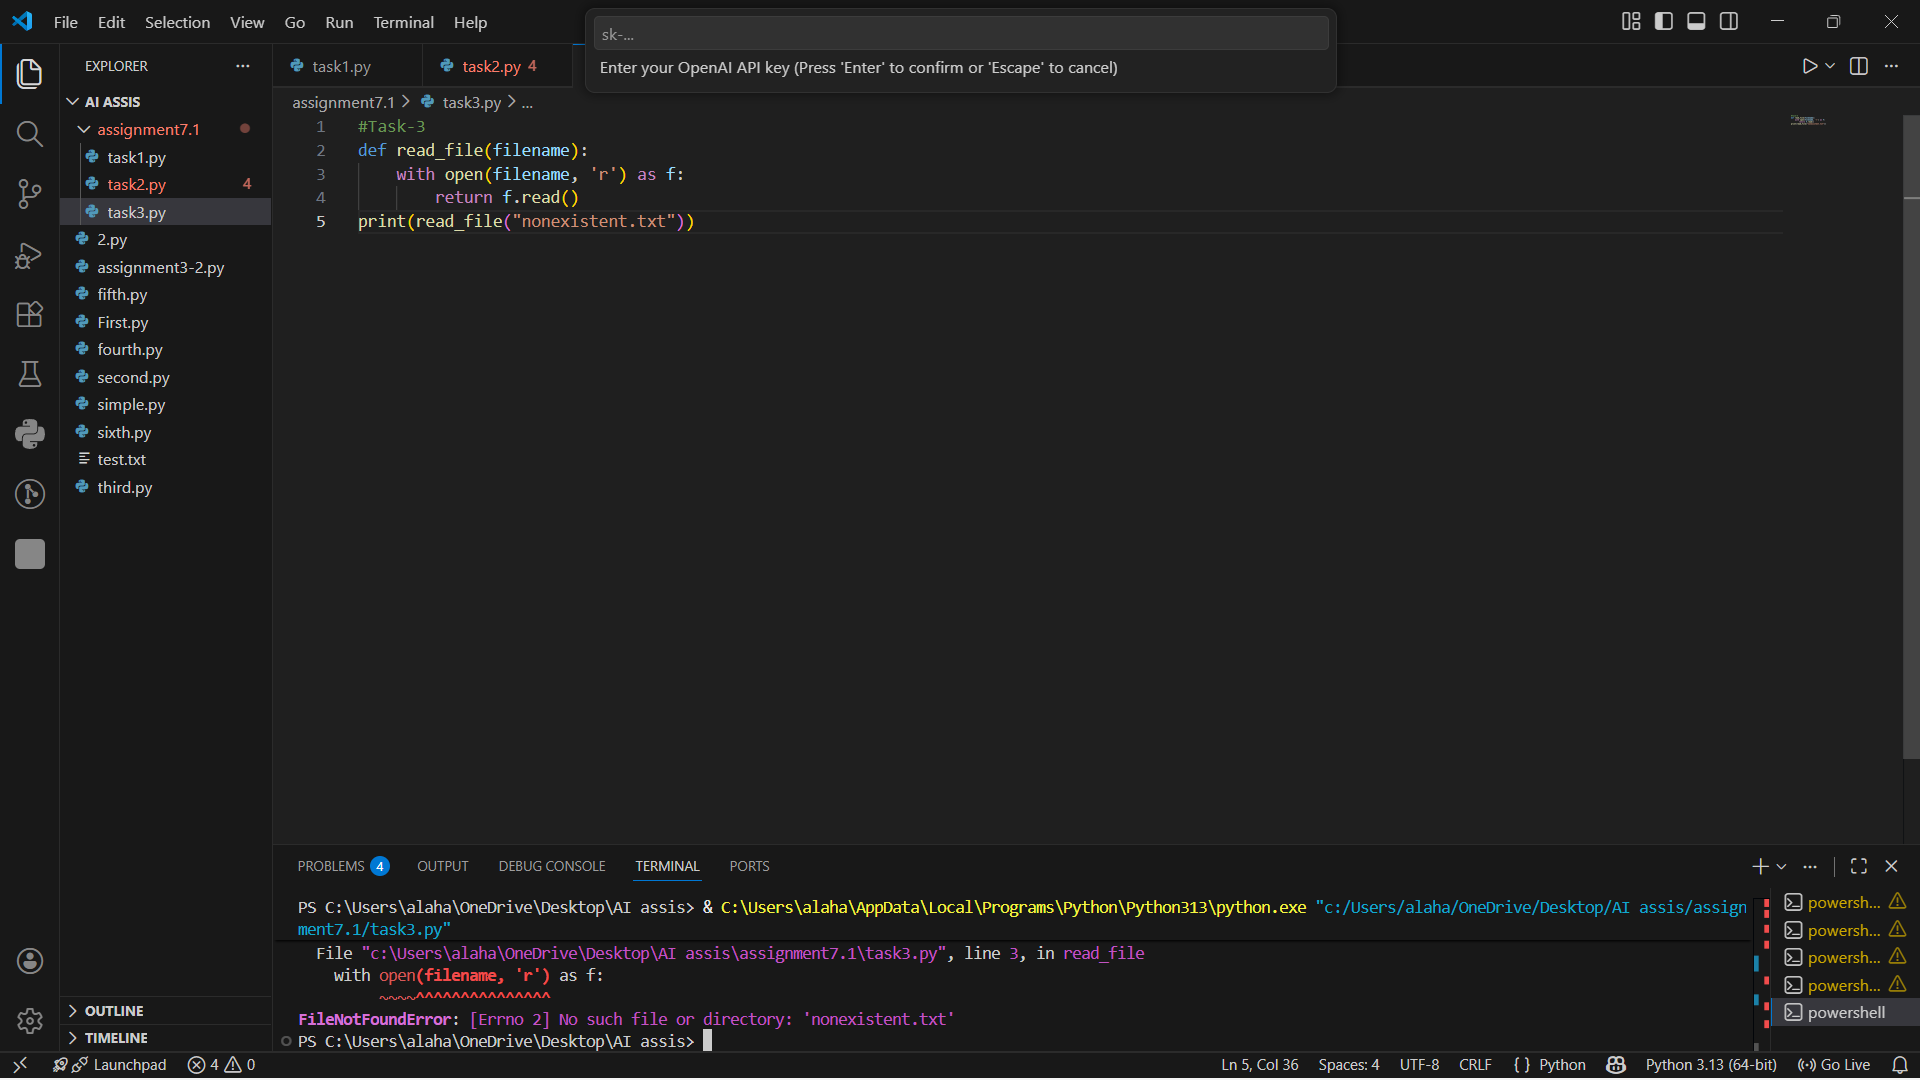 File Edit Selection View Go Run Terminal Help
sk-...
Enter your OpenAI API key (Press 'Enter' to confirm or 'Escape' to cancel)
EXPLORER
AI ASSIS
assignment7.1
task1.py
task2.py 4
task3.py
2.py
assignment3-2.py
fifth.py
First.py
fourth.py
second.py
simple.py
sixth.py
test.txt
third.py
OUTLINE
TIMELINE
task1.py
task2.py 4
assignment7.1 > task3.py > ...
1 #Task-3
2 def read_file(filename):
3 with open(filename, 'r') as f:
4 return f.read()
5 print(read_file("nonexistent.txt"))
PROBLEMS 4 OUTPUT DEBUG CONSOLE TERMINAL PORTS
PS C:\Users\alaha\OneDrive\Desktop\AI assis> & C:\Users\alaha\AppData\Local\Programs\Python\Python313\python.exe "c:/Users/alaha/OneDrive/Desktop/AI assis/assign
ment7.1/task3.py"
File "c:\Users\alaha\OneDrive\Desktop\AI assis\assignment7.1\task3.py", line 3, in read_file
with open(filename, 'r') as f:
~~~~^^^^^^^^^^^^^^^
FileNotFoundError: [Errno 2] No such file or directory: 'nonexistent.txt'
PS C:\Users\alaha\OneDrive\Desktop\AI assis>
powersh...
powersh...
powersh...
powersh...
powershell
Launchpad 4 0 Ln 5, Col 36 Spaces: 4 UTF-8 CRLF { } Python Python 3.13 (64-bit) Go Live